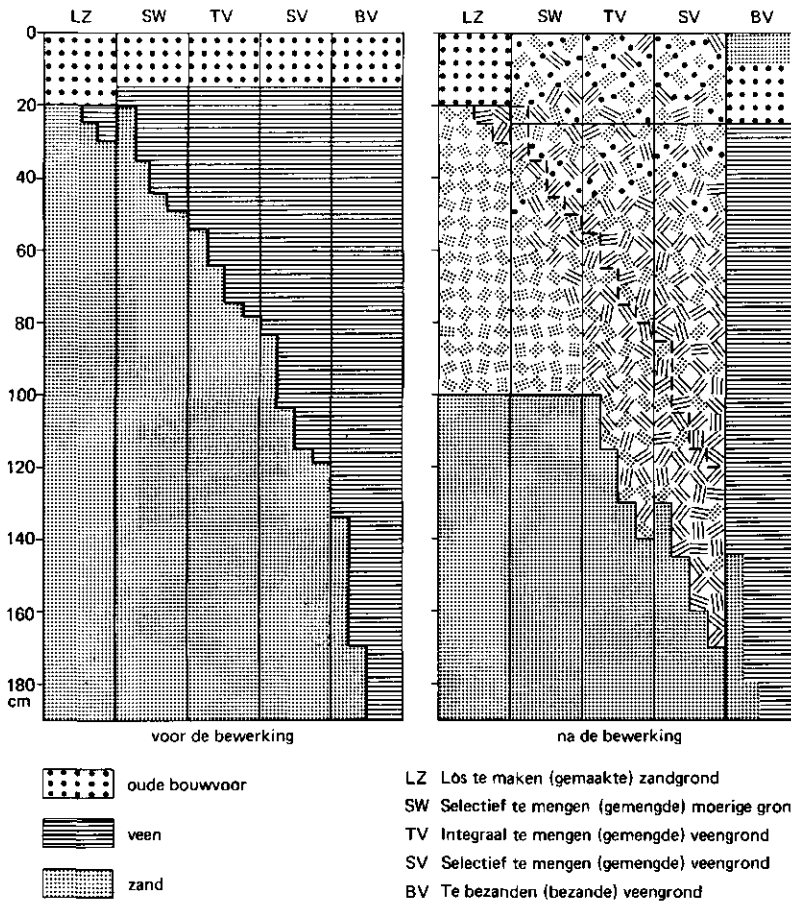 LZ SW TV SV BV LZ SW TV SV BV
0
20
40
60
80
100
120
140
160
180
cm
voor de bewerking na de bewerking
oude bouwvoor
veen
zand
LZ Lòs te maken (gemaakte) zandgrond
SW Selectief te mengen (gemengde) moerige gron
TV Integraal te mengen (gemengde) veengrond
SV Selectief te mengen (gemengde) veengrond
BV Te bezanden (bezande) veengrond